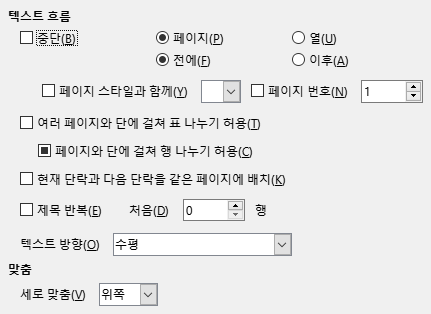 텍스트 흐름
중단(B) 페이지(P) 열(U)
전에(F) 이후(A)
페이지 스타일과 함께(Y) 페이지 번호(N) 1
여러 페이지와 단에 걸쳐 표 나누기 허용(T)
페이지와 단에 걸쳐 행 나누기 허용(C)
현재 단락과 다음 단락을 같은 페이지에 배치(K)
제목 반복(E) 처음(D) 0 행
텍스트 방향(O) 수평
맞춤
세로 맞춤(V) 위쪽